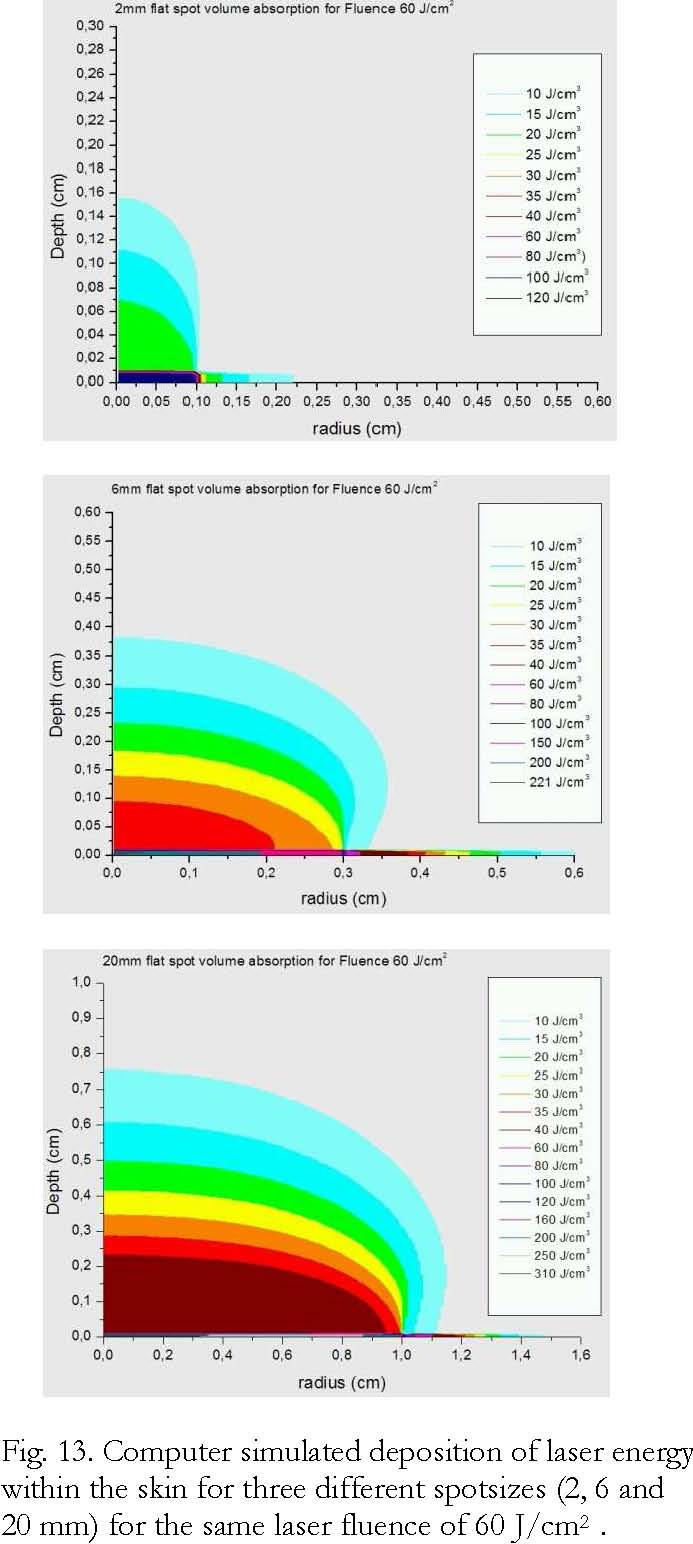 2mm flat spot volume absorption for Fluence 60 J/cm²
0,30
0,28
0,26
0,24
0,22
0,20
0,18
0,16
0,14
0,12
0,10
0,08
0,06
0,04
0,02
0,00
Depth (cm)
10 J/cm³
15 J/cm³
20 J/cm³
25 J/cm³
30 J/cm³
35 J/cm³
40 J/cm³
60 J/cm³
80 J/cm³)
100 J/cm³
120 J/cm³
0,00 0,05 0,10 0,15 0,20 0,25 0,30 0,35 0,40 0,45 0,50 0,55 0,60
radius (cm)
6mm flat spot volume absorption for Fluence 60 J/cm²
0,60
0,55
0,50
0,45
0,40
0,35
0,30
0,25
0,20
0,15
0,10
0,05
0,00
Depth (cm)
10 J/cm³
15 J/cm³
20 J/cm³
25 J/cm³
30 J/cm³
35 J/cm³
40 J/cm³
60 J/cm³
80 J/cm³
100 J/cm³
150 J/cm³
200 J/cm³
221 J/cm³
0,0 0,1 0,2 0,3 0,4 0,5 0,6
radius (cm)
20mm flat spot volume absorption for Fluence 60 J/cm²
1,0
0,9
0,8
0,7
0,6
0,5
0,4
0,3
0,2
0,1
0,0
Depth (cm)
10 J/cm³
15 J/cm³
20 J/cm³
25 J/cm³
30 J/cm³
35 J/cm³
40 J/cm³
60 J/cm³
80 J/cm³
100 J/cm³
120 J/cm³
160 J/cm³
200 J/cm³
250 J/cm³
310 J/cm³
0,0 0,2 0,4 0,6 0,8 1,0 1,2 1,4 1,6
radius (cm)
Fig. 13. Computer simulated deposition of laser energy
within the skin for three different spotsizes (2, 6 and
20 mm) for the same laser fluence of 60 J/cm² .